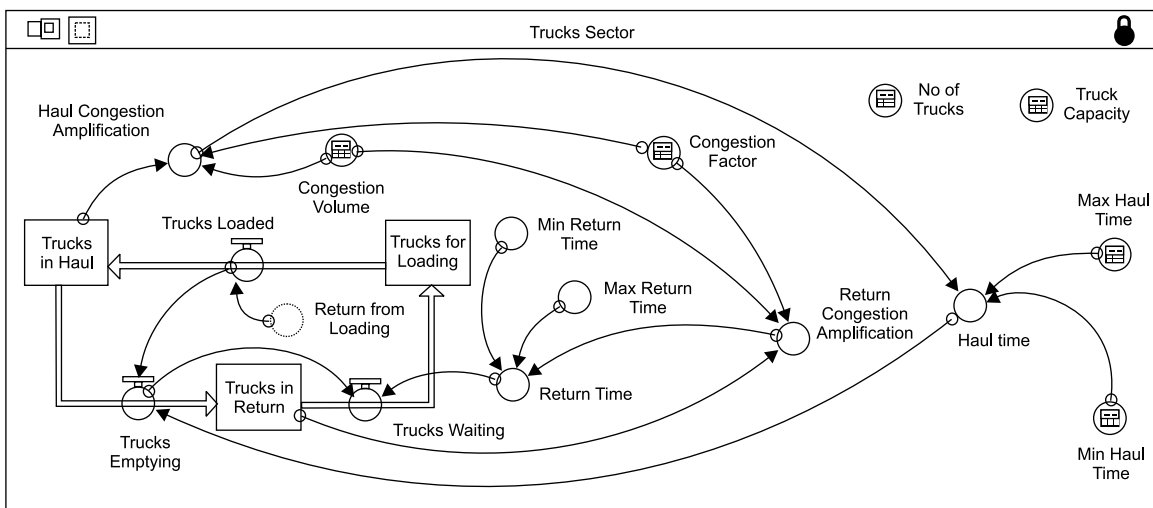 Trucks Sector
Haul Congestion
Amplification
No of
Trucks
Truck
Capacity
Congestion
Factor
Congestion
Volume
Max Haul
Time
Trucks Loaded
Trucks
in Haul
Trucks for
Loading
Min Return
Time
Max Return
Time
Return
Congestion
Amplification
Return from
Loading
Haul time
Trucks in
Return
Return Time
Trucks Waiting
Trucks
Emptying
Min Haul
Time